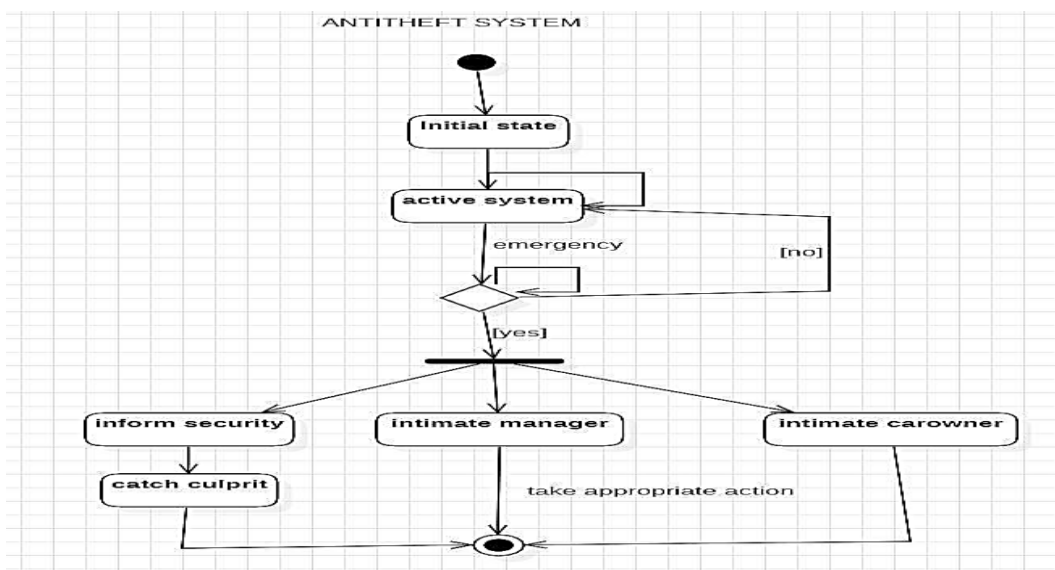 ANTITHEFT SYSTEM
Initial state
active system
emergency
[no]
[yes]
inform security
intimate manager
intimate carowner
catch culprit
take appropriate action